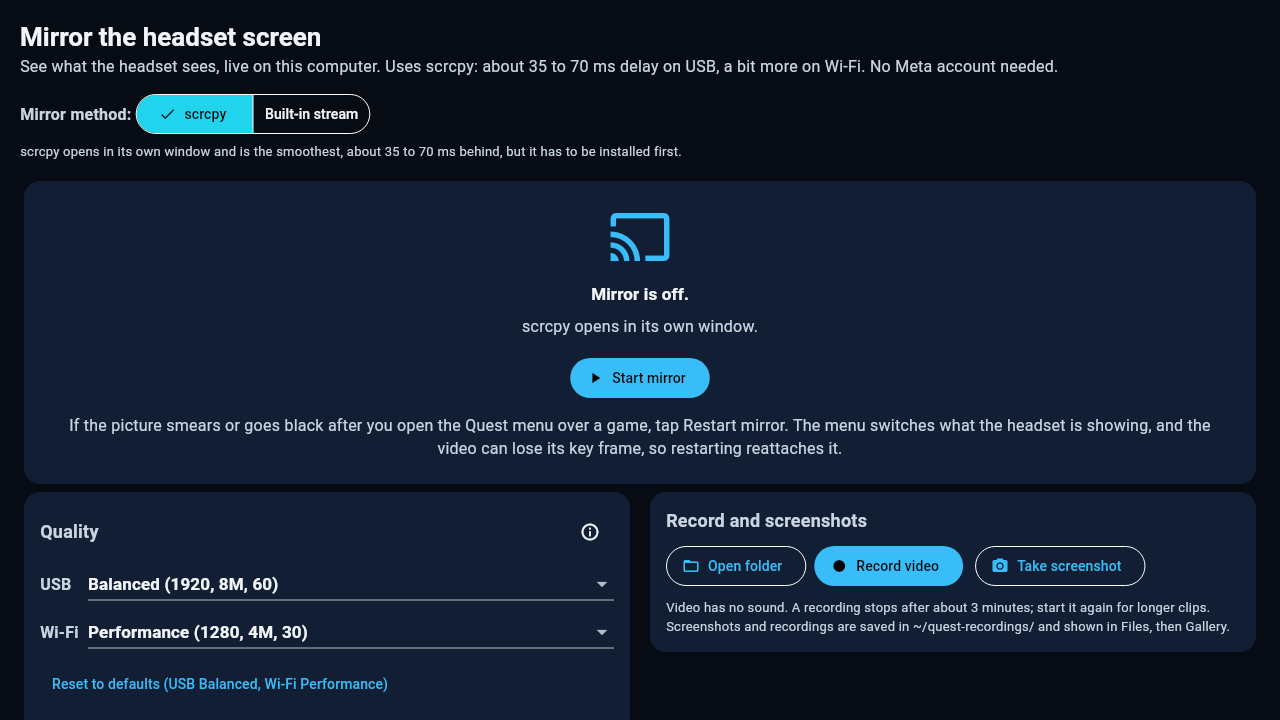 Mirror the headset screen
See what the headset sees, live on this computer. Uses scrcpy: about 35 to 70 ms delay on USB, a bit more on Wi-Fi. No Meta account needed.
Mirror method: scrcpy Built-in stream
scrcpy opens in its own window and is the smoothest, about 35 to 70 ms behind, but it has to be installed first.
Mirror is off.
scrcpy opens in its own window.
Start mirror
If the picture smears or goes black after you open the Quest menu over a game, tap Restart mirror. The menu switches what the headset is showing, and the
video can lose its key frame, so restarting reattaches it.
Quality
USB Balanced (1920, 8M, 60)
Wi-Fi Performance (1280, 4M, 30)
Reset to defaults (USB Balanced, Wi-Fi Performance)
Record and screenshots
Open folder Record video Take screenshot
Video has no sound. A recording stops after about 3 minutes; start it again for longer clips.
Screenshots and recordings are saved in ~/quest-recordings/ and shown in Files, then Gallery.